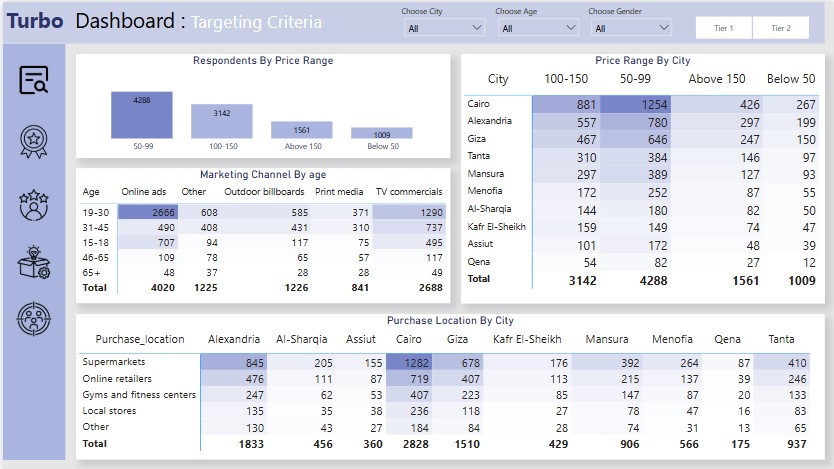 Turbo Dashboard : Targeting Criteria
Choose City Choose Age Choose Gender
All All All Tier 1 Tier 2
Respondents By Price Range
4288 3142 1561 1009
50-99 100-150 Above 150 Below 50
Price Range By City
City 100-150 50-99 Above 150 Below 50
Cairo 881 1254 426 267
Alexandria 557 780 297 199
Giza 467 646 247 150
Tanta 310 384 146 97
Mansura 297 389 127 93
Menofia 172 252 87 55
Al-Sharqia 144 180 82 50
Kafr El-Sheikh 159 149 74 47
Assiut 101 172 48 39
Qena 54 82 27 12
Total 3142 4288 1561 1009
Marketing Channel By age
Age Online ads Other Outdoor billboards Print media TV commercals
19-30 2666 608 585 371 1290
31-45 490 408 431 310 737
15-18 707 94 117 75 495
46-65 109 78 65 57 117
65+ 48 37 28 28 49
Total 4020 1225 1226 841 2688
Purchase Location By City
Purchase_location Alexandria Al-Sharqia Assiut Cairo Giza Kafr El-Sheikh Mansura Menofia Qena Tanta
Supermarkets 845 205 155 1282 678 176 392 264 87 410
Online retailers 476 111 87 719 407 113 215 137 39 246
Gyms and fitness centers 247 62 53 407 223 85 147 87 20 133
Local stores 135 35 38 236 118 27 78 47 16 83
Other 130 43 27 184 84 28 74 31 13 65
Total 1833 456 360 2828 1510 429 906 566 175 937